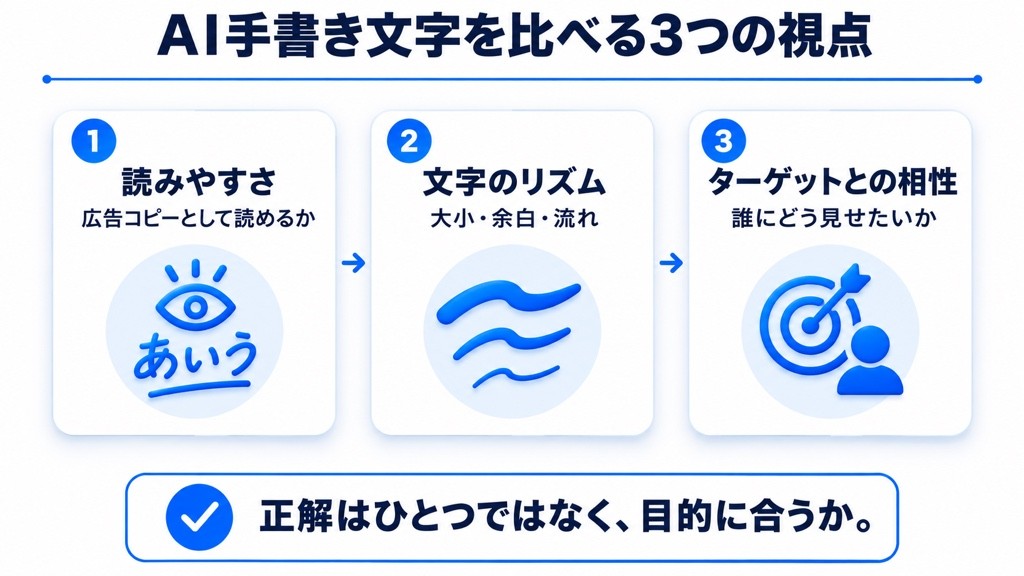 AI手書き文字を比べる3つの視点
1
読みやすさ
広告コピーとして読めるか
あいう
2
文字のリズム
大小・余白・流れ
3
ターゲットとの相性
誰にどう見せたいか
正解はひとつではなく、目的に合うか。